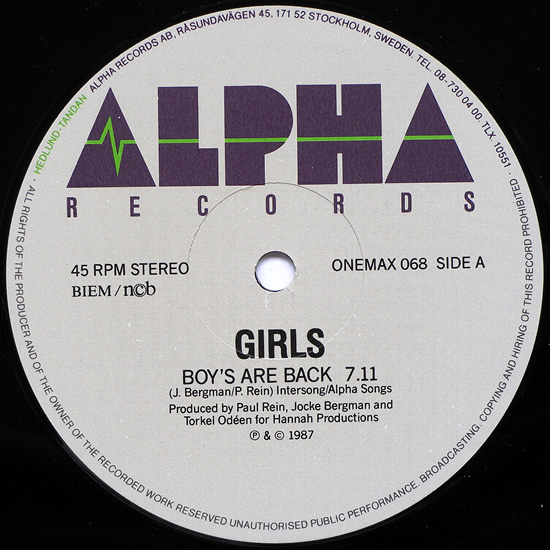 ALPHA RECORDS AB, RÅSUNDAVÄGEN 45, 171 52 STOCKHOLM, SWEDEN. TEL. 08-730 04 00. TLX. 10551
HEDLUND-TANDAN
ALPHA
RECORDS
45 RPM STEREO
BIEM/ncb
ONEMAX 068 SIDE A
GIRLS
BOY'S ARE BACK 7.11
(J. Bergman/P. Rein) Intersong/Alpha Songs
Produced by Paul Rein, Jocke Bergman and
Torkel Odéen for Hannah Productions
Ⓟ & © 1987
· ALL RIGHTS OF THE PRODUCER AND OF THE OWNER OF THE RECORDED WORK RESERVED UNAUTHORISED PUBLIC PERFORMANCE, BROADCASTING, COPYING AND HIRING OF THIS RECORD PROHIBITED ·